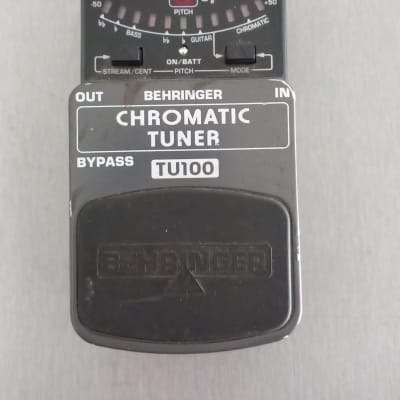 -50 +50
PITCH
♭♭ ♭ BASS ♭ GUITAR CHROMATIC
ON/BATT
STREAM/CENT PITCH MODE
OUT BEHRINGER IN
CHROMATIC
TUNER
BYPASS TU100
BEHRINGER